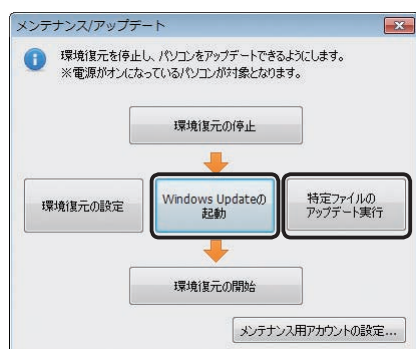 メンテナンス/アップデート
環境復元を停止し、パソコンをアップデートできるようにします。
※電源がオンになっているパソコンが対象となります。
環境復元の停止
環境復元の設定
Windows Updateの
起動
特定ファイルの
アップデート実行
環境復元の開始
メンテナンス用アカウントの設定...